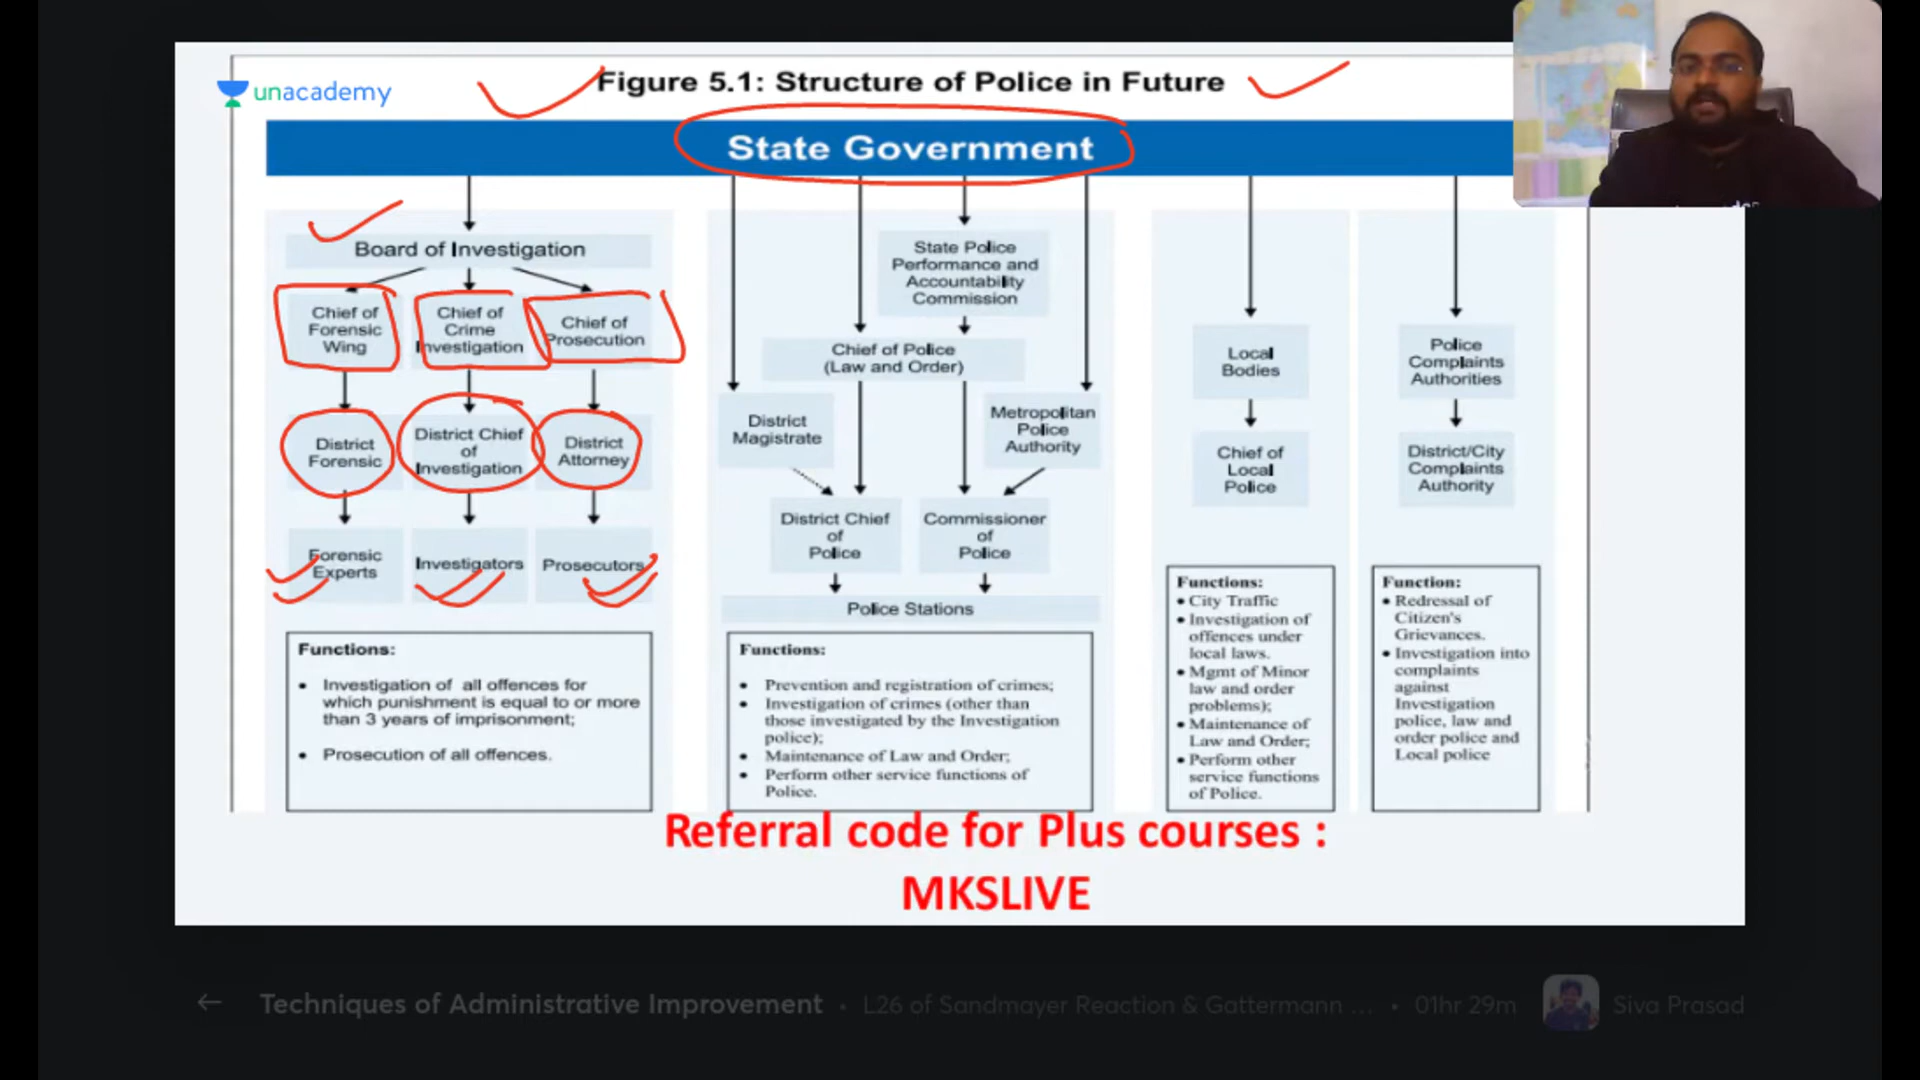 unacademy
Figure 5.1: Structure of Police in Future
State Government
Board of Investigation
Chief of
Forensic
Wing
Chief of
Crime
Investigation
Chief of
Prosecution
District
Forensic
District Chief
of
Investigation
District
Attorney
Forensic
Experts
Investigators
Prosecutors
Functions:
• Investigation of all offences for
which punishment is equal to or more
than 3 years of imprisonment;
• Prosecution of all offences.
State Police
Performance and
Accountability
Commission
Chief of Police
(Law and Order)
District
Magistrate
Metropolitan
Police
Authority
District Chief
of
Police
Commissioner
of
Police
Police Stations
Functions:
• Prevention and registration of crimes;
• Investigation of crimes (other than
those investigated by the Investigation
police);
• Maintenance of Law and Order;
• Perform other service functions of
Police.
Local
Bodies
Chief of
Local
Police
Functions:
• City Traffic
• Investigation of
offences under
local laws.
• Mgmt of Minor
law and order
problems);
• Maintenance of
Law and Order;
• Perform other
service functions
of Police.
Police
Complaints
Authorities
District/City
Complaints
Authority
Function:
• Redressal of
Citizen's
Grievances.
• Investigation into
complaints
against
Investigation
police, law and
order police and
Local police
Referral code for Plus courses :
MKSLIVE
← Techniques of Administrative Improvement • L26 of Sandmayer Reaction & Gattermann ... • 01hr 29m Siva Prasad